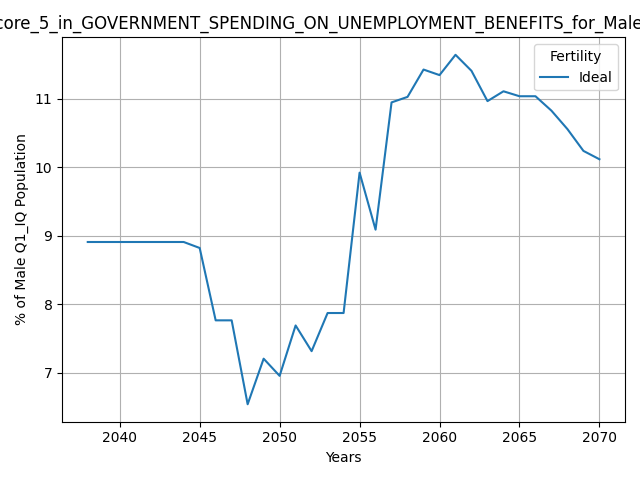 core_5_in_GOVERNMENT_SPENDING_ON_UNEMPLOYMENT_BENEFITS_for_Male
Fertility
Ideal
% of Male Q1_IQ Population
11
10
9
8
7
2040 2045 2050 2055 2060 2065 2070
Years